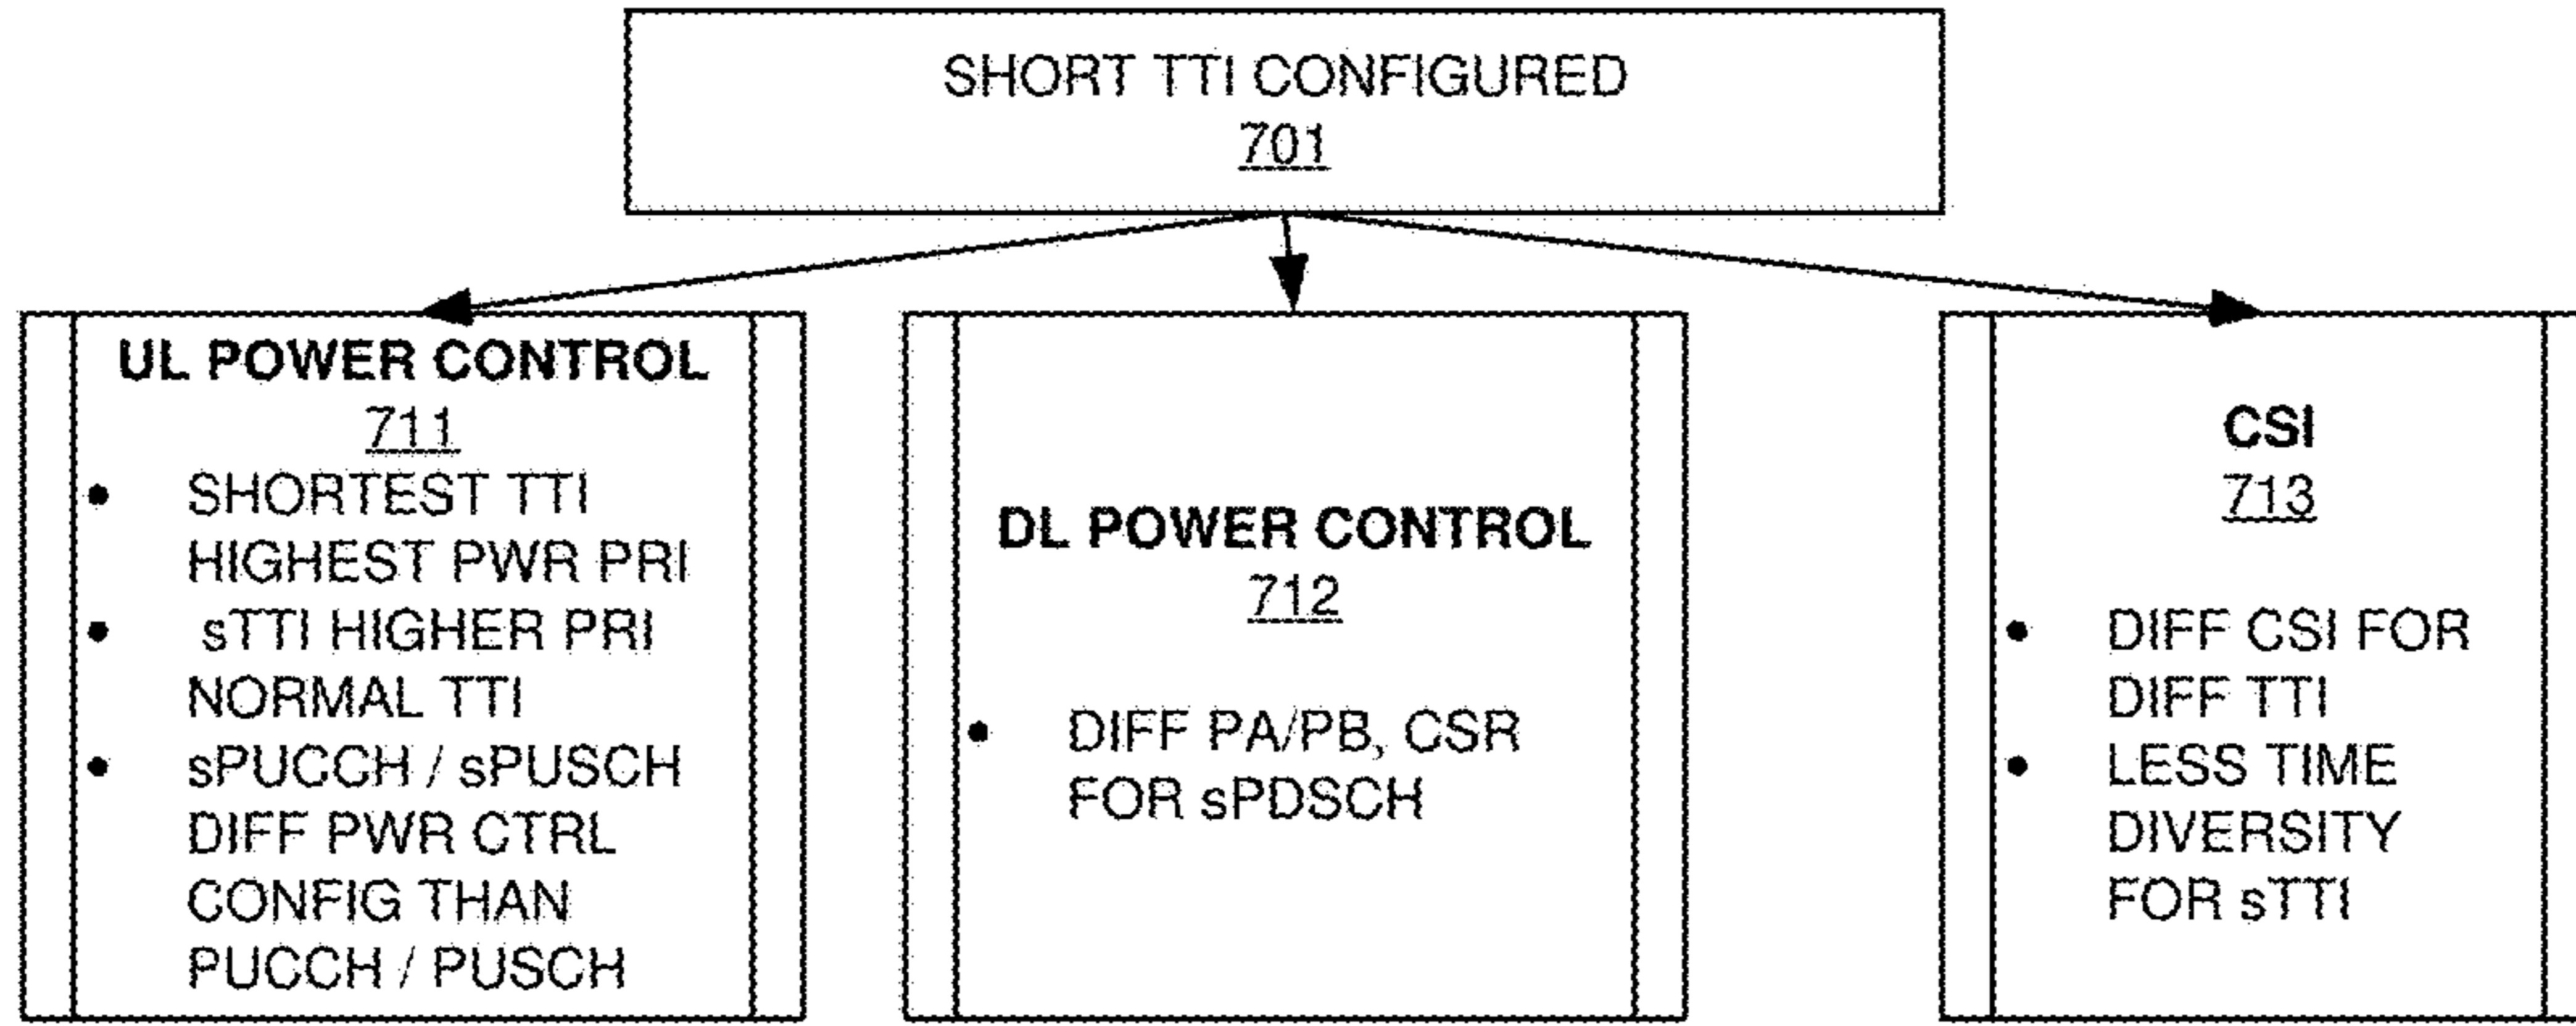 SHORT TTI CONFIGURED
701
UL POWER CONTROL
711
• SHORTEST TTI
HIGHEST PWR PRI
• sTTI HIGHER PRI
NORMAL TTI
• sPUCCH / sPUSCH
DIFF PWR CTRL
CONFIG THAN
PUCCH / PUSCH
DL POWER CONTROL
712
• DIFF PA/PB, CSR
FOR sPDSCH
CSI
713
• DIFF CSI FOR
DIFF TTI
• LESS TIME
DIVERSITY
FOR sTTI